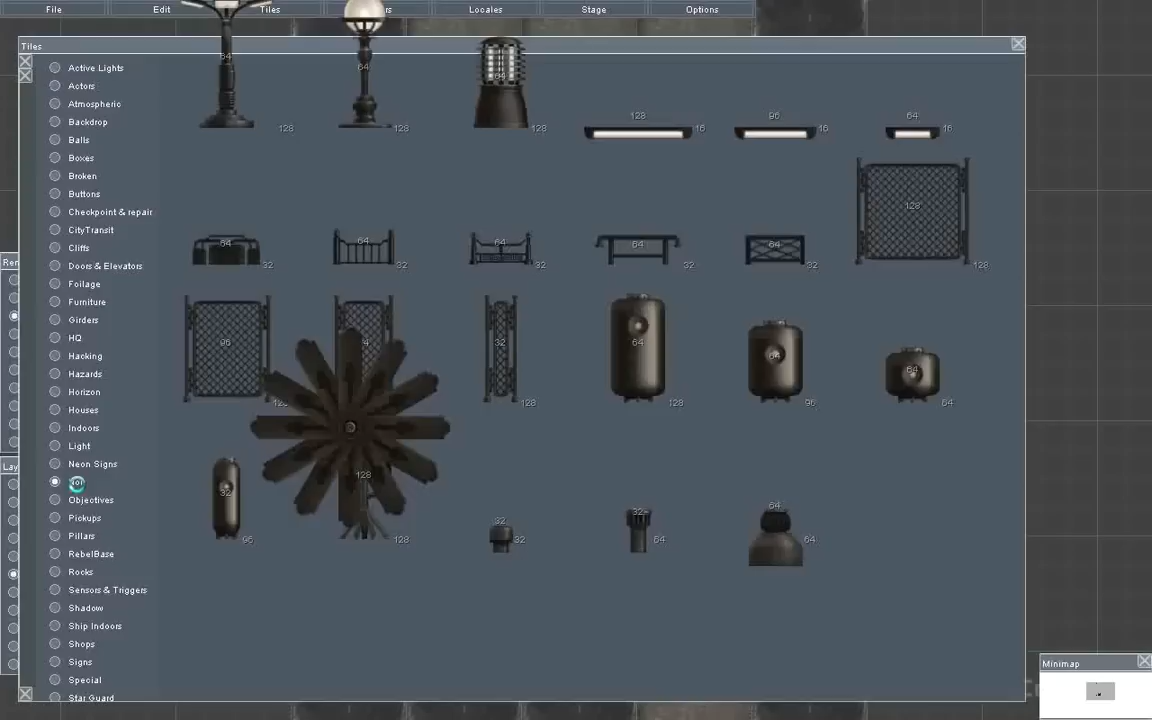 File Edit Tiles Locales Stage Options
Tiles
Active Lights
Actors
Atmospheric
Backdrop
Balls
Boxes
Broken
Buttons
Checkpoint & repair
CityTransit
Cliffs
Doors & Elevators
Foilage
Furniture
Girders
HQ
Hacking
Hazards
Horizon
Houses
Indoors
Light
Neon Signs
Objectives
Pickups
Pillars
RebelBase
Rocks
Sensors & Triggers
Shadow
Ship Indoors
Shops
Signs
Special
Star Guard
64 128
64 128
64 128
128 16
96 16
64 16
64 32
64 32
64 32
64 32
64 32
128 128
96
32 128
64 128
64 96
64 64
32 96
128 128
32 32
32 64
64 64
Minimap